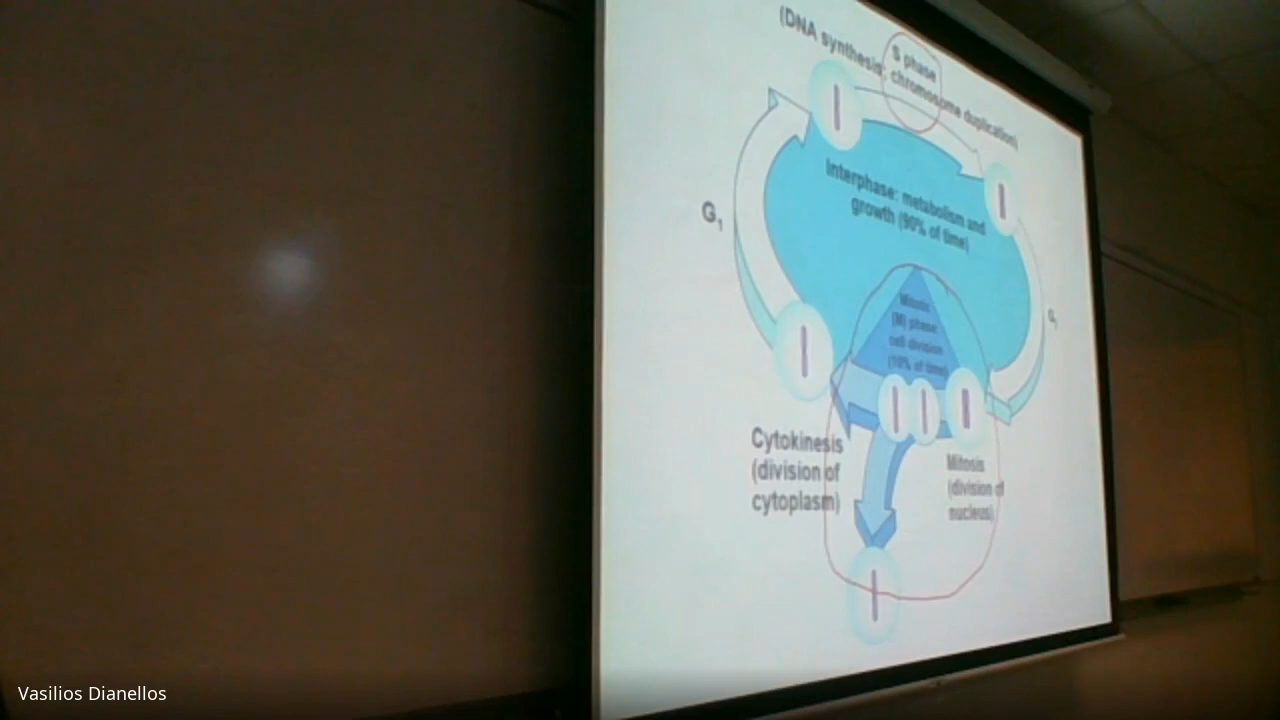 S phase
(DNA synthesis; chromosome duplication)
Interphase: metabolism and
growth (90% of time)
G1
G1
Mitosis
(M) phase:
cell division
(10% of time)
Cytokinesis
(division of
cytoplasm)
Mitosis
(division of
nucleus)
Vasilios Dianellos